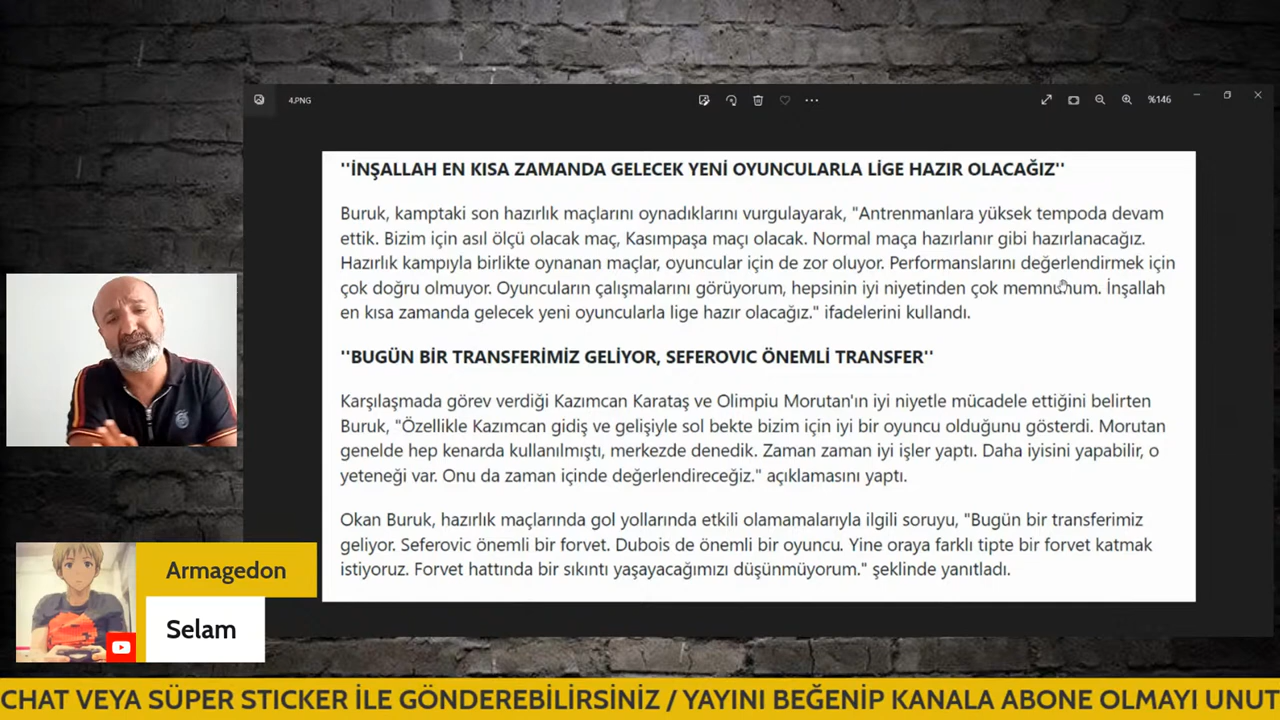 4.PNG
%146
''İNŞALLAH EN KISA ZAMANDA GELECEK YENİ OYUNCULARLA LİGE HAZIR OLACAĞIZ''
Buruk, kamptaki son hazırlık maçlarını oynadıklarını vurgulayarak, "Antrenmanlara yüksek tempoda devam
ettik. Bizim için asıl ölçü olacak maç, Kasımpaşa maçı olacak. Normal maça hazırlanır gibi hazırlanacağız.
Hazırlık kampıyla birlikte oynanan maçlar, oyuncular için de zor oluyor. Performanslarını değerlendirmek için
çok doğru olmuyor. Oyuncuların çalışmalarını görüyorum, hepsinin iyi niyetinden çok memnunum. İnşallah
en kısa zamanda gelecek yeni oyuncularla lige hazır olacağız." ifadelerini kullandı.
''BUGÜN BİR TRANSFERİMİZ GELİYOR, SEFEROVIC ÖNEMLİ TRANSFER''
Karşılaşmada görev verdiği Kazımcan Karataş ve Olimpiu Morutan'ın iyi niyetle mücadele ettiğini belirten
Buruk, "Özellikle Kazımcan gidiş ve gelişiyle sol bekte bizim için iyi bir oyuncu olduğunu gösterdi. Morutan
genelde hep kenarda kullanılmıştı, merkezde denedik. Zaman zaman iyi işler yaptı. Daha iyisini yapabilir, o
yeteneği var. Onu da zaman içinde değerlendireceğiz." açıklamasını yaptı.
Okan Buruk, hazırlık maçlarında gol yollarında etkili olamamalarıyla ilgili soruyu, "Bugün bir transferimiz
geliyor. Seferovic önemli bir forvet. Dubois de önemli bir oyuncu. Yine oraya farklı tipte bir forvet katmak
istiyoruz. Forvet hattında bir sıkıntı yaşayacağımızı düşünmüyorum." şeklinde yanıtladı.
Armagedon
Selam
CHAT VEYA SÜPER STICKER İLE GÖNDEREBİLİRSİNİZ / YAYINI BEĞENİP KANALA ABONE OLMAYI UNUT